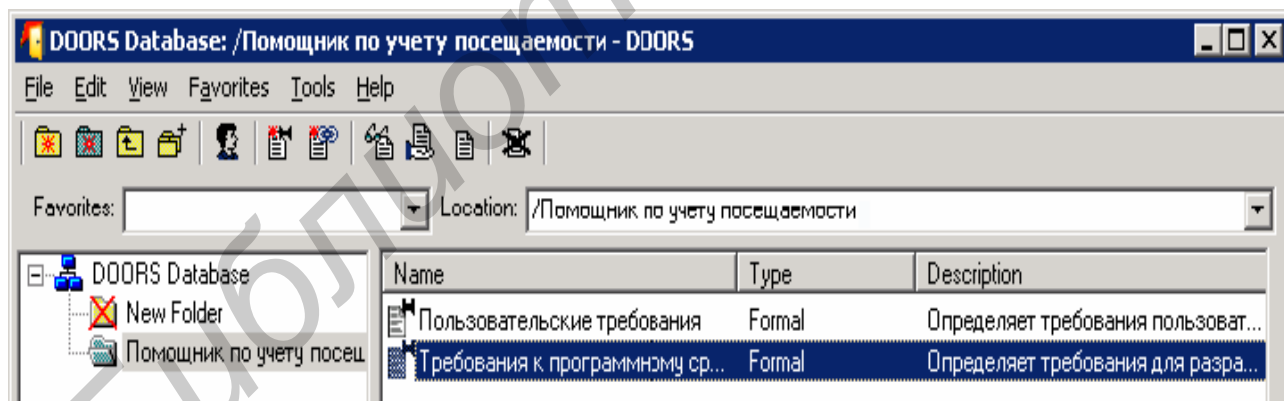 DOORS Database: /Помощник по учету посещаемости - DOORS
File Edit View Favorites Tools Help
Favorites: Location: /Помощник по учету посещаемости
DOORS Database
New Folder
Помощник по учету посещ
Name Type Description
Пользовательские требования Formal Определяет требования пользоват...
Требования к программному ср... Formal Определяет требования для разра...